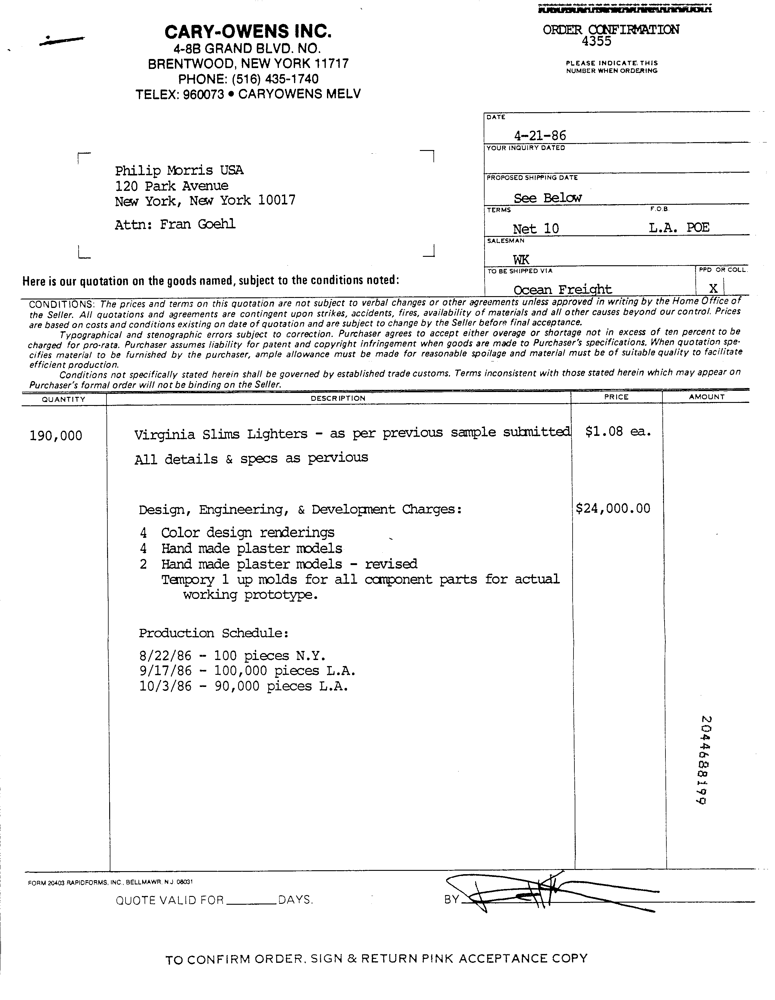 CARY-OWENS INC.
4-8B GRAND BLVD. NO.
BRENTWOOD, NEW YORK 11717
PHONE: (516) 435-1740
TELEX: 960073 • CARYOWENS MELV
ORDER CONFIRMATION
4355
PLEASE INDICATE THIS
NUMBER WHEN ORDERING
DATE
4-21-86
YOUR INQUIRY DATED
PROPOSED SHIPPING DATE
See Below
TERMS F.O.B.
Net 10 L.A. POE
SALESMAN
WK
TO BE SHIPPED VIA PPD OR COLL.
Ocean Freight X
Philip Morris USA
120 Park Avenue
New York, New York 10017
Attn: Fran Goehl
Here is our quotation on the goods named, subject to the conditions noted:
CONDITIONS: The prices and terms on this quotation are not subject to verbal changes or other agreements unless approved in writing by the Home Office of
the Seller. All quotations and agreements are contingent upon strikes, accidents, fires, availability of materials and all other causes beyond our control. Prices
are based on costs and conditions existing on date of quotation and are subject to change by the Seller before final acceptance.
Typographical and stenographic errors subject to correction. Purchaser agrees to accept either overage or shortage not in excess of ten percent to be
charged for pro-rata. Purchaser assumes liability for patent and copyright infringement when goods are made to Purchaser's specifications. When quotation spe-
cifies material to be furnished by the purchaser, ample allowance must be made for reasonable spoilage and material must be of suitable quality to facilitate
efficient production.
Conditions not specifically stated herein shall be governed by established trade customs. Terms inconsistent with those stated herein which may appear on
Purchaser's formal order will not be binding on the Seller.
QUANTITY DESCRIPTION PRICE AMOUNT
190,000 Virginia Slims Lighters - as per previous sample submitted $1.08 ea.
All details & specs as pervious
Design, Engineering, & Development Charges: $24,000.00
4 Color design renderings
4 Hand made plaster models
2 Hand made plaster models - revised
Tempory 1 up molds for all component parts for actual
working prototype.
Production Schedule:
8/22/86 - 100 pieces N.Y.
9/17/86 - 100,000 pieces L.A.
10/3/86 - 90,000 pieces L.A.
2044688199
FORM 20403 RAPIDFORMS, INC., BELLMAWR, N.J. 08031
QUOTE VALID FOR ______ DAYS. BY
TO CONFIRM ORDER, SIGN & RETURN PINK ACCEPTANCE COPY